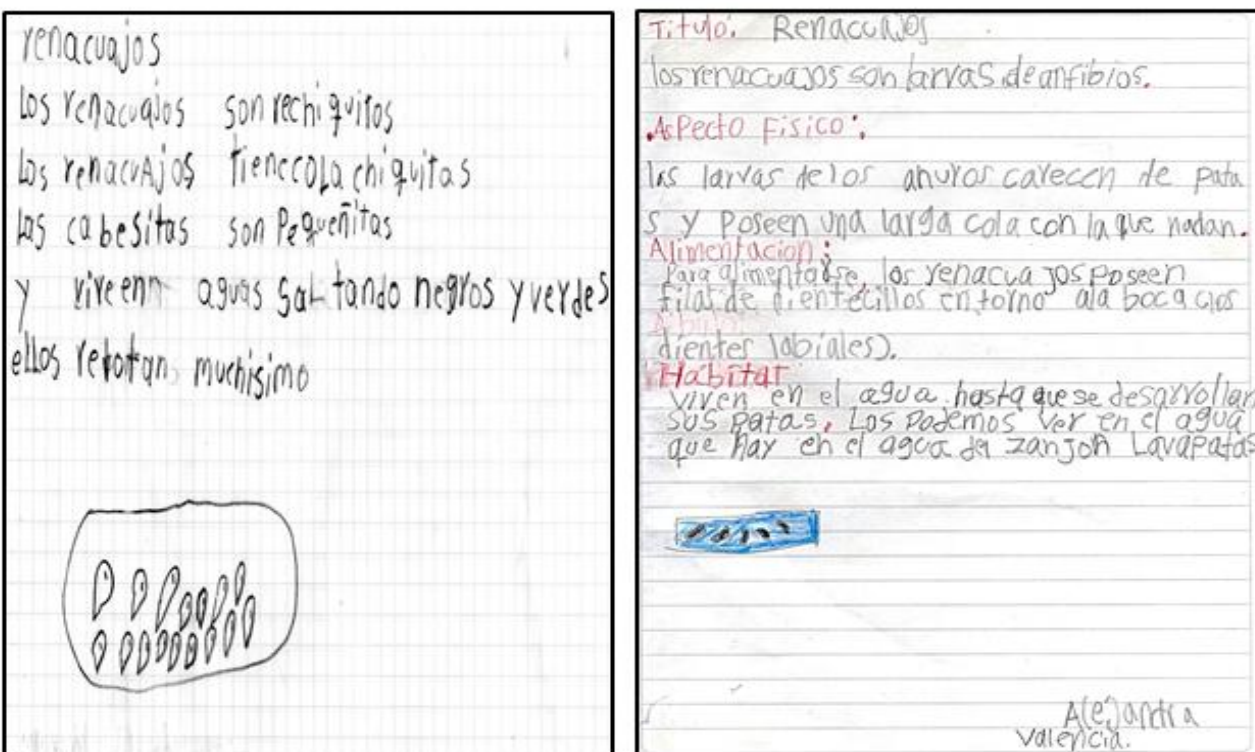 renacuajos
Los renacuajos son rechiquitos
Los renacuAjos tienecola chiquitas
Las cabesitas son Pequeñitas
y viveenn aguas saltando negros y verdes
ellos rebotan muchisimo
Titulo: Renacuajos
los renacuajos son larvas de anfibios.
.Aspecto Fisico:.
las larvas de los anuros carecen de pata
s y Poseen una larga cola con la que nadan.
Alimentacion:
Para alimentarse, los renacuajos Poseen
filas de dientecillos en torno ala boca (los
dientes labiales).
Habitat
viven en el agua hasta que se desarrollan
sus patas. Los Podemos ver en el agua
que hay en el agua del zanjon Lavapatas
Alejandra
Valencia.